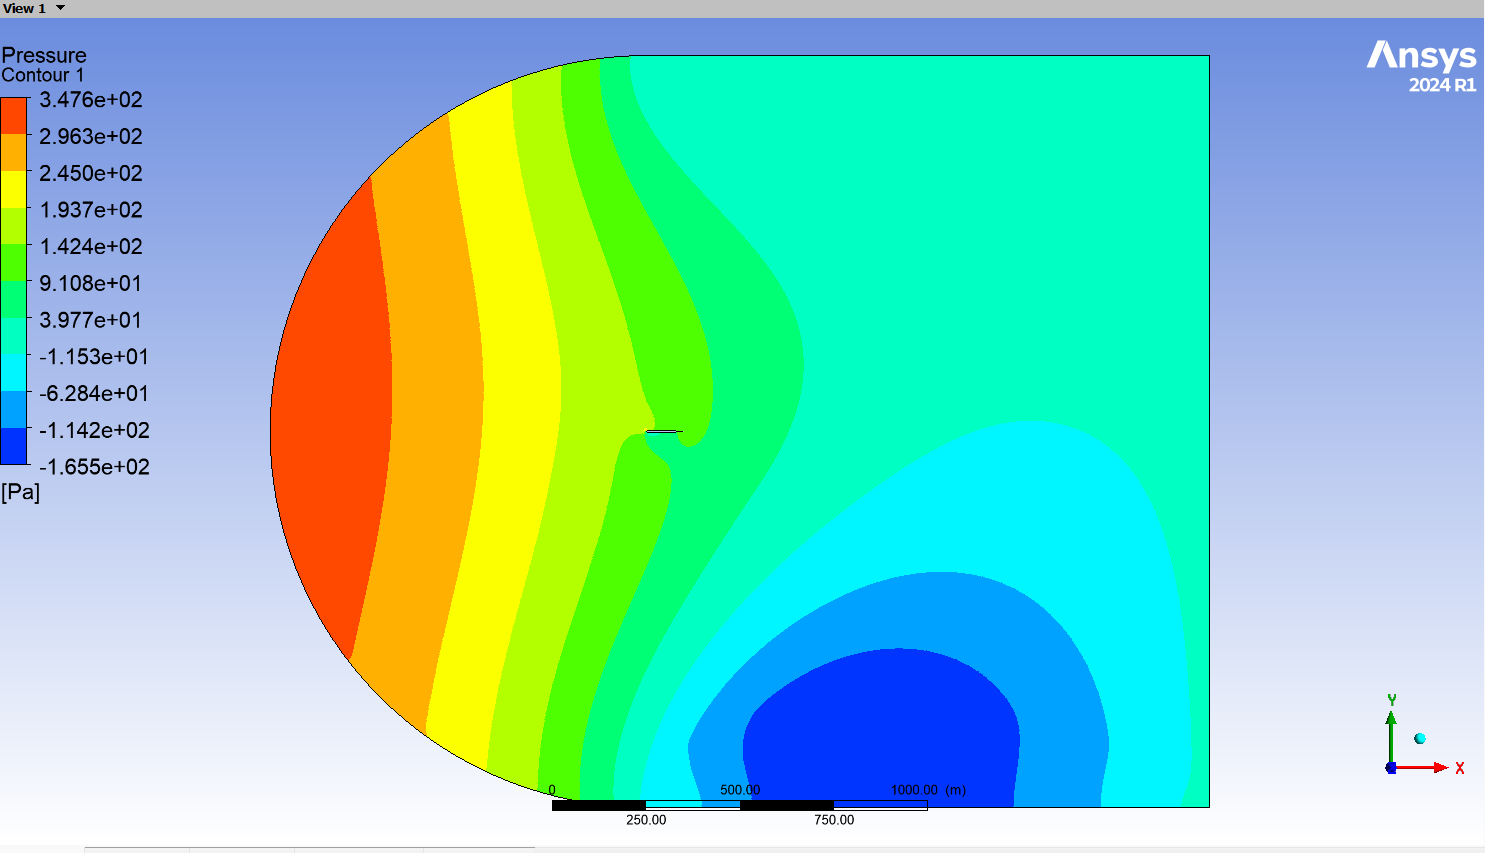 View 1
Pressure
Contour 1
3.476e+02
2.963e+02
2.450e+02
1.937e+02
1.424e+02
9.108e+01
3.977e+01
-1.153e+01
-6.284e+01
-1.142e+02
-1.655e+02
[Pa]
Ansys
2024 R1
0 500.00 1000.00 (m)
250.00 750.00
Y
X